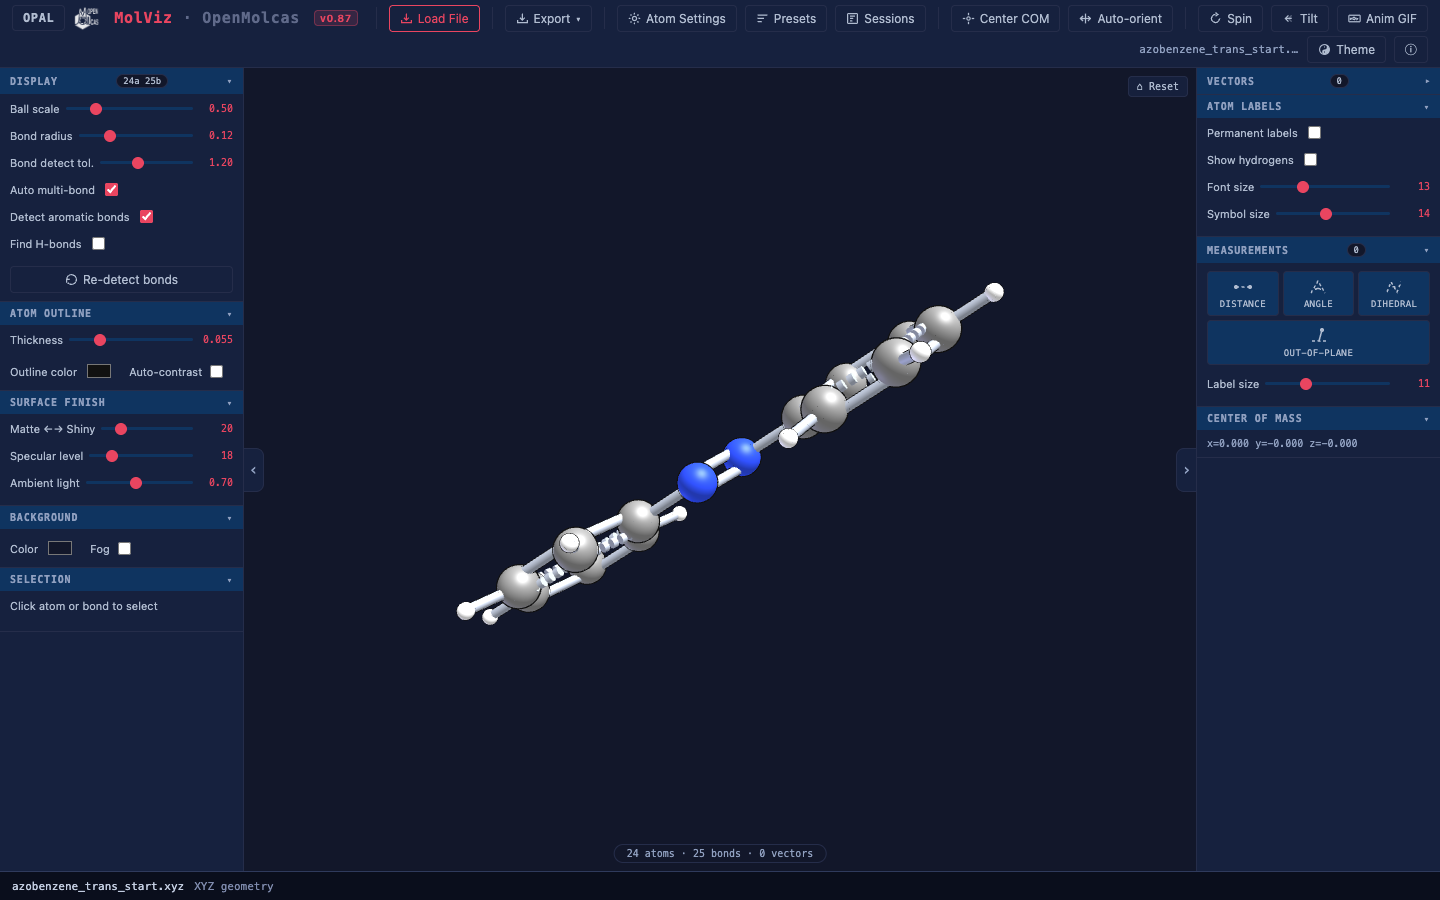 OPAL MolViz · OpenMolcas v0.87 Load File Export Atom Settings Presets Sessions Center COM Auto-orient Spin Tilt Anim GIF
azobenzene_trans_start.… Theme
DISPLAY 24a 25b
Ball scale 0.50
Bond radius 0.12
Bond detect tol. 1.20
Auto multi-bond
Detect aromatic bonds
Find H-bonds
Re-detect bonds
ATOM OUTLINE
Thickness 0.055
Outline color Auto-contrast
SURFACE FINISH
Matte ↔ Shiny 20
Specular level 18
Ambient light 0.70
BACKGROUND
Color Fog
SELECTION
Click atom or bond to select
Reset
24 atoms · 25 bonds · 0 vectors
VECTORS 0
ATOM LABELS
Permanent labels
Show hydrogens
Font size 13
Symbol size 14
MEASUREMENTS 0
DISTANCE ANGLE DIHEDRAL
OUT-OF-PLANE
Label size 11
CENTER OF MASS
x=0.000 y=−0.000 z=−0.000
azobenzene_trans_start.xyz XYZ geometry